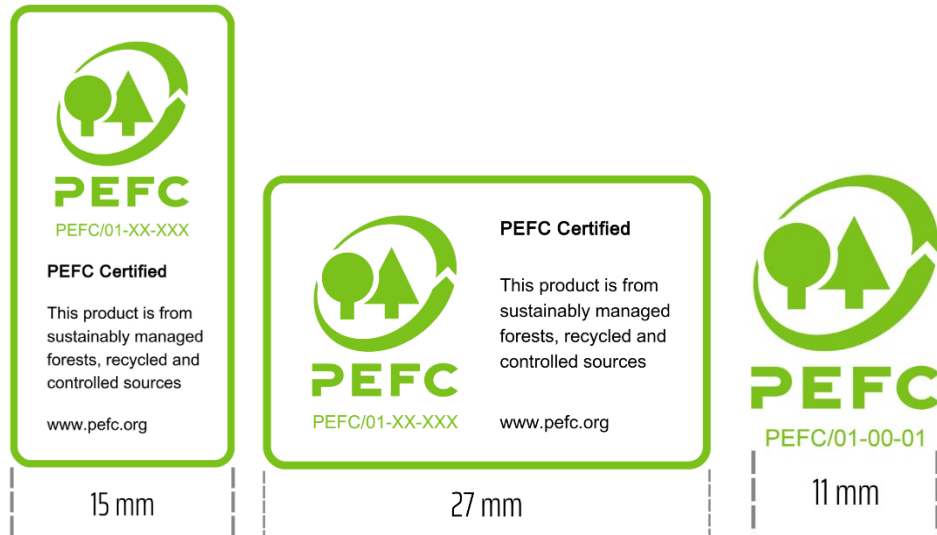 PEFC
PEFC/01-XX-XXX
PEFC Certified
This product is from
sustainably managed
forests, recycled and
controlled sources
www.pefc.org
15 mm
PEFC
PEFC/01-XX-XXX
PEFC Certified
This product is from
sustainably managed
forests, recycled and
controlled sources
www.pefc.org
27 mm
PEFC
PEFC/01-00-01
11 mm